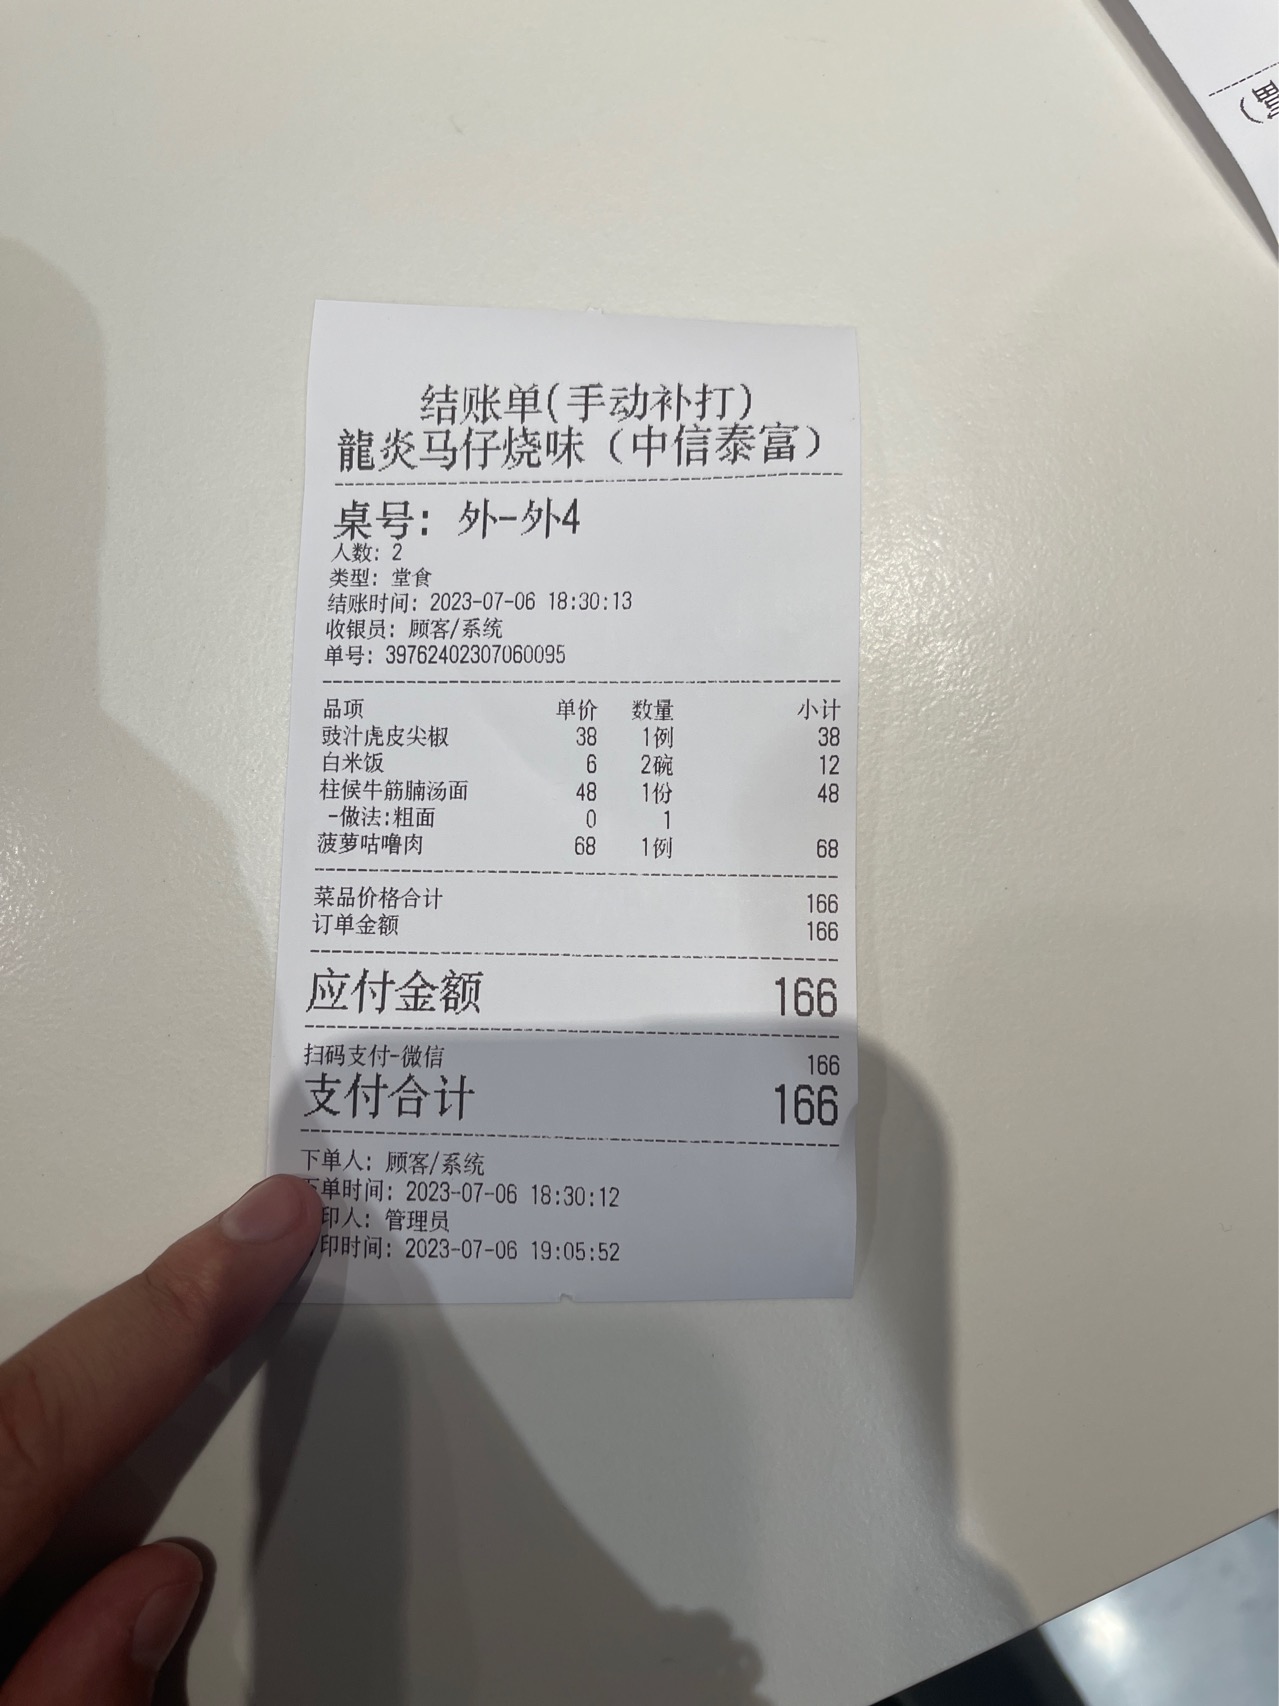 结账单(手动补打)
龍炎马仔烧味（中信泰富）
桌号: 外-外4
人数: 2
类型: 堂食
结账时间: 2023-07-06 18:30:13
收银员: 顾客/系统
单号: 39762402307060095
品项 单价 数量 小计
豉汁虎皮尖椒 38 1例 38
白米饭 6 2碗 12
柱候牛筋腩汤面 48 1份 48
-做法:粗面 0 1
菠萝咕噜肉 68 1例 68
菜品价格合计 166
订单金额 166
应付金额 166
扫码支付-微信 166
支付合计 166
下单人: 顾客/系统
下单时间: 2023-07-06 18:30:12
印人: 管理员
印时间: 2023-07-06 19:05:52
富）